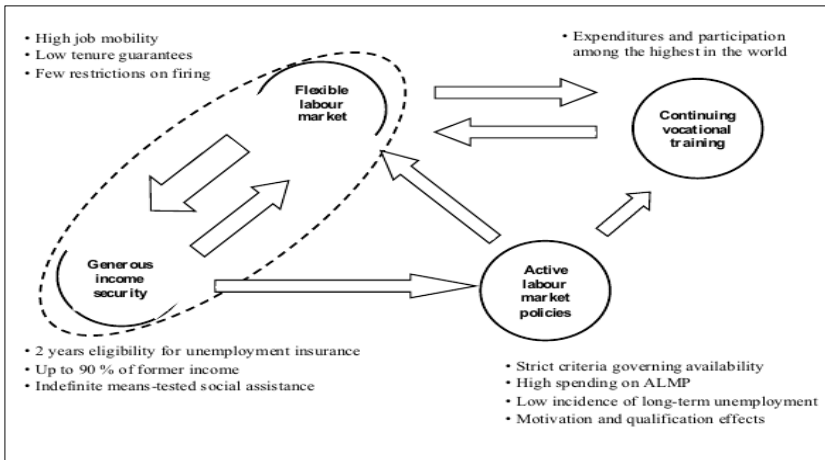 • High job mobility
• Low tenure guarantees
• Few restrictions on firing
• Expenditures and participation
among the highest in the world
Flexible
labour
market
Continuing
vocational
training
Generous
income
security
Active
labour
market
policies
• 2 years eligibility for unemployment insurance
• Up to 90 % of former income
• Indefinite means-tested social assistance
• Strict criteria governing availability
• High spending on ALMP
• Low incidence of long-term unemployment
• Motivation and qualification effects